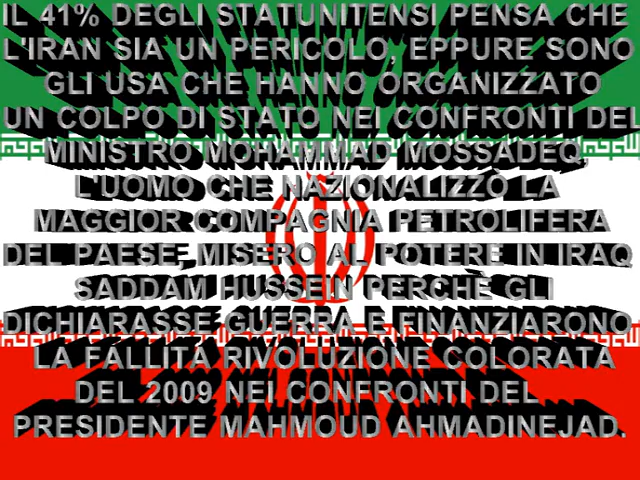 IL 41% DEGLI STATUNITENSI PENSA CHE
L'IRAN SIA UN PERICOLO, EPPURE SONO
GLI USA CHE HANNO ORGANIZZATO
UN COLPO DI STATO NEI CONFRONTI DEL
MINISTRO MOHAMMAD MOSSADEQ,
L'UOMO CHE NAZIONALIZZÒ LA
MAGGIOR COMPAGNIA PETROLIFERA
DEL PAESE, MISERO AL POTERE IN IRAQ
SADDAM HUSSEIN PERCHÈ GLI
DICHIARASSE GUERRA E FINANZIARONO
LA FALLITA RIVOLUZIONE COLORATA
DEL 2009 NEI CONFRONTI DEL
PRESIDENTE MAHMOUD AHMADINEJAD.